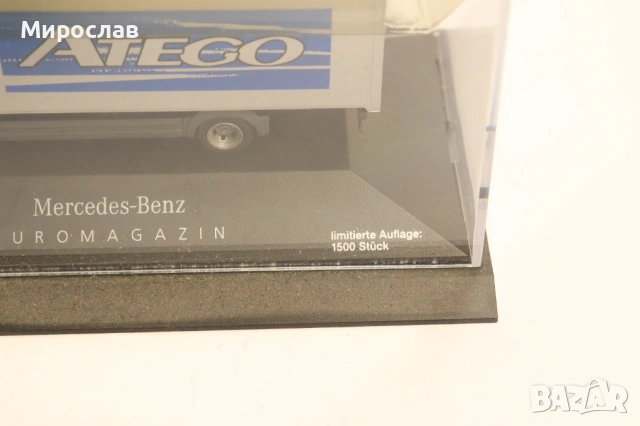 Мирослав
ATEGO
Mercedes-Benz
UROMAGAZIN
limitierte Auflage:
1500 Stück
BAZAR